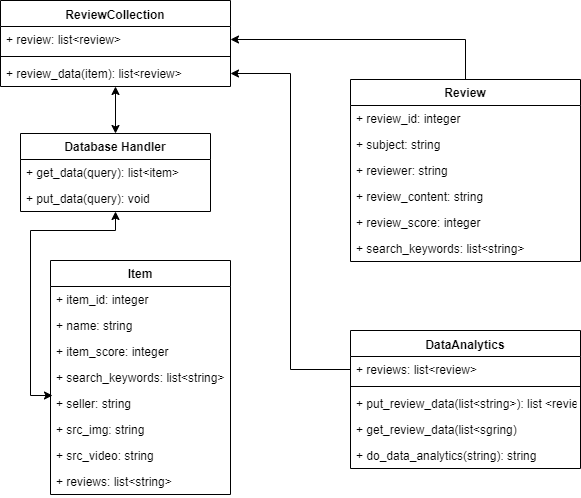 ReviewCollection
+ review: list<review>
+ review_data(item): list<review>
Database Handler
+ get_data(query): list<item>
+ put_data(query): void
Item
+ item_id: integer
+ name: string
+ item_score: integer
+ search_keywords: list<string>
+ seller: string
+ src_img: string
+ src_video: string
+ reviews: list<string>
Review
+ review_id: integer
+ subject: string
+ reviewer: string
+ review_content: string
+ review_score: integer
+ search_keywords: list<string>
DataAnalytics
+ reviews: list<review>
+ put_review_data(list<string>): list <revie
+ get_review_data(list<sgring)
+ do_data_analytics(string): string